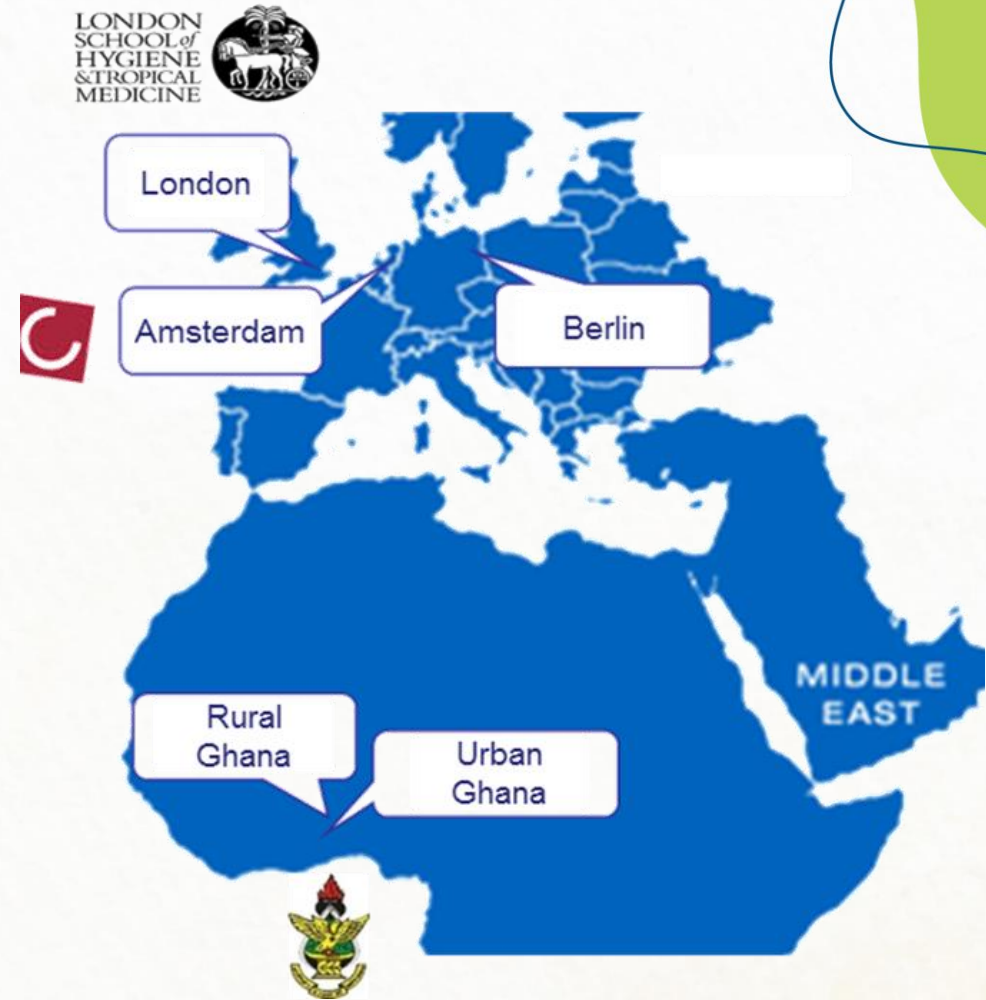 LONDON
SCHOOL of
HYGIENE
& TROPICAL
MEDICINE
London
Amsterdam
Berlin
Rural
Ghana
Urban
Ghana
MIDDLE
EAST